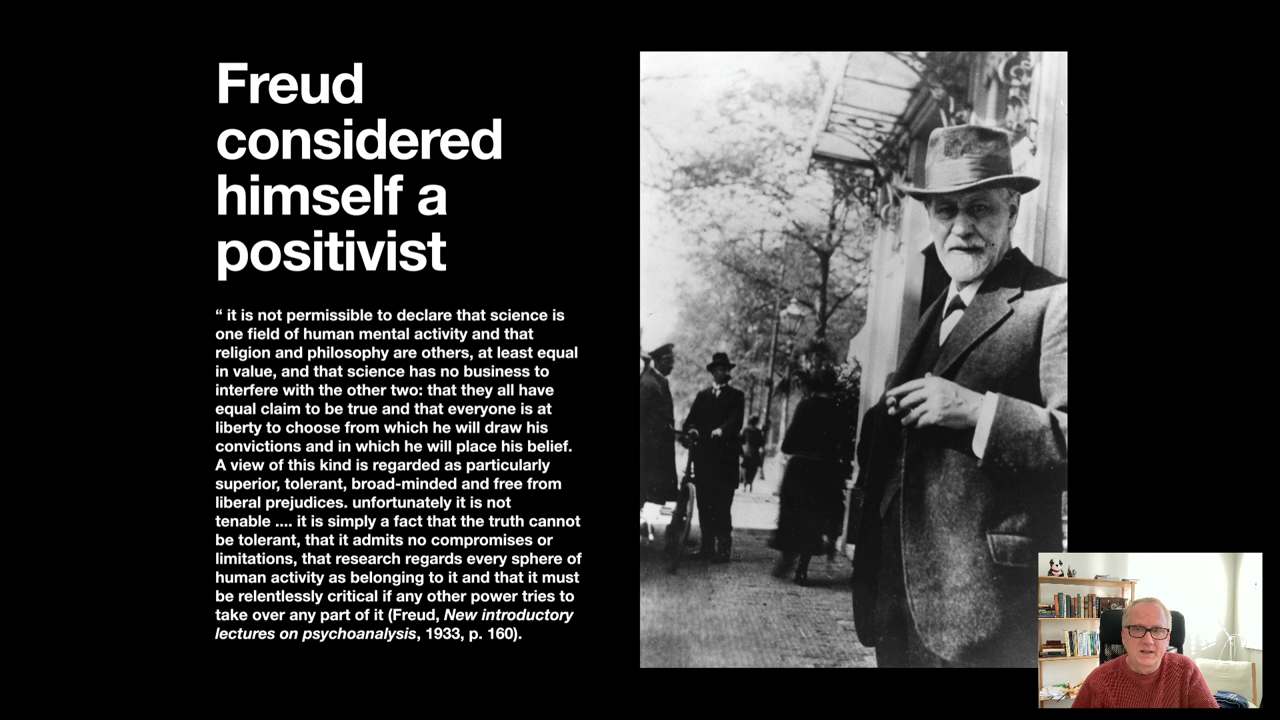 Freud
considered
himself a
positivist
“ it is not permissible to declare that science is
one field of human mental activity and that
religion and philosophy are others, at least equal
in value, and that science has no business to
interfere with the other two: that they all have
equal claim to be true and that everyone is at
liberty to choose from which he will draw his
convictions and in which he will place his belief.
A view of this kind is regarded as particularly
superior, tolerant, broad-minded and free from
liberal prejudices. unfortunately it is not
tenable .... it is simply a fact that the truth cannot
be tolerant, that it admits no compromises or
limitations, that research regards every sphere of
human activity as belonging to it and that it must
be relentlessly critical if any other power tries to
take over any part of it (Freud, New introductory
lectures on psychoanalysis, 1933, p. 160).